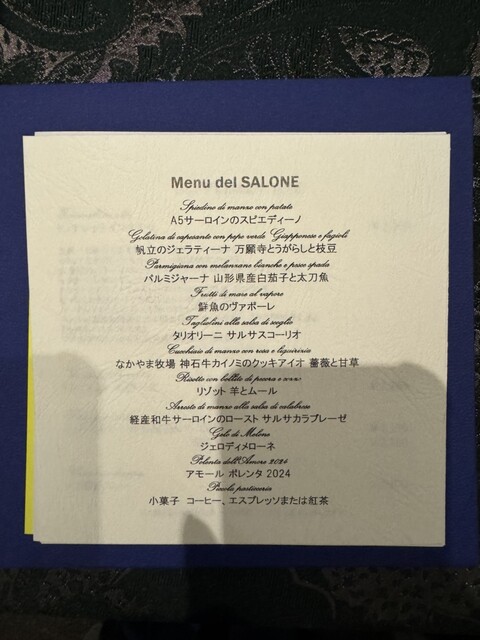 Menu del SALONE
Spiedino di manzo con patate
A5サーロインのスピエディーノ
Gelatina di capesante con pepe verde Giapponese e fagioli
帆立のジェラティーナ 万願寺とうがらしと枝豆
Parmigiana con melanzane bianche e pesce spada
パルミジャーナ 山形県産白茄子と太刀魚
Frutti di mare al vapore
鮮魚のヴァポーレ
Tagliolini alla salsa di scoglio
タリオリーニ サルサスコーリオ
Cucchiaio di manzo con rosa e liquirizia
なかやま牧場 神石牛カイノミのクッキアイオ 薔薇と甘草
Risotto con bollito di pecora e
リゾット 羊とムール
Arrosto di manzo alla salsa di calabrese
経産和牛サーロインのロースト サルサカラブレーゼ
Gelo di Melone
ジェロディメローネ
Polenta dell'Amore 2024
アモール ポレンタ 2024
Piccola pasticceria
小菓子 コーヒー、エスプレッソまたは紅茶